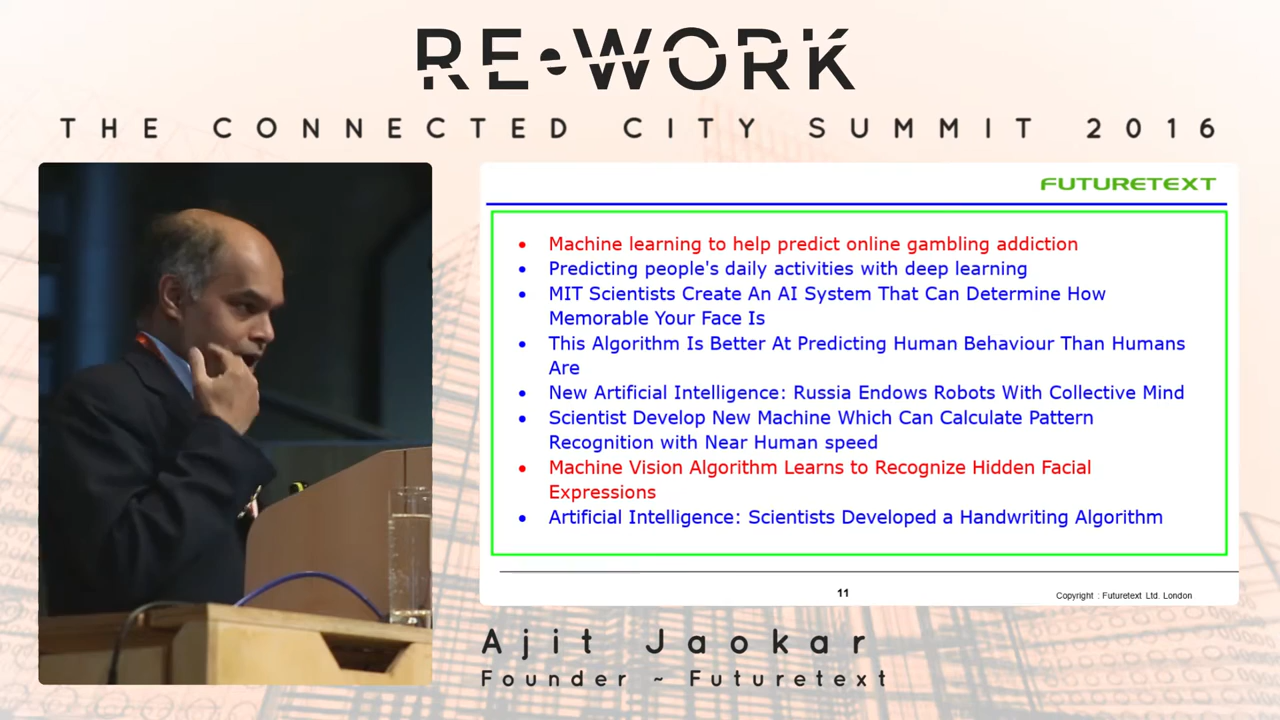 RE•WORK
THE CONNECTED CITY SUMMIT 2016
FUTURETEXT
• Machine learning to help predict online gambling addiction
• Predicting people's daily activities with deep learning
• MIT Scientists Create An AI System That Can Determine How
Memorable Your Face Is
• This Algorithm Is Better At Predicting Human Behaviour Than Humans
Are
• New Artificial Intelligence: Russia Endows Robots With Collective Mind
• Scientist Develop New Machine Which Can Calculate Pattern
Recognition with Near Human speed
• Machine Vision Algorithm Learns to Recognize Hidden Facial
Expressions
• Artificial Intelligence: Scientists Developed a Handwriting Algorithm
11
Copyright : Futuretext Ltd. London
Ajit Jaokar
Founder ~ Futuretext